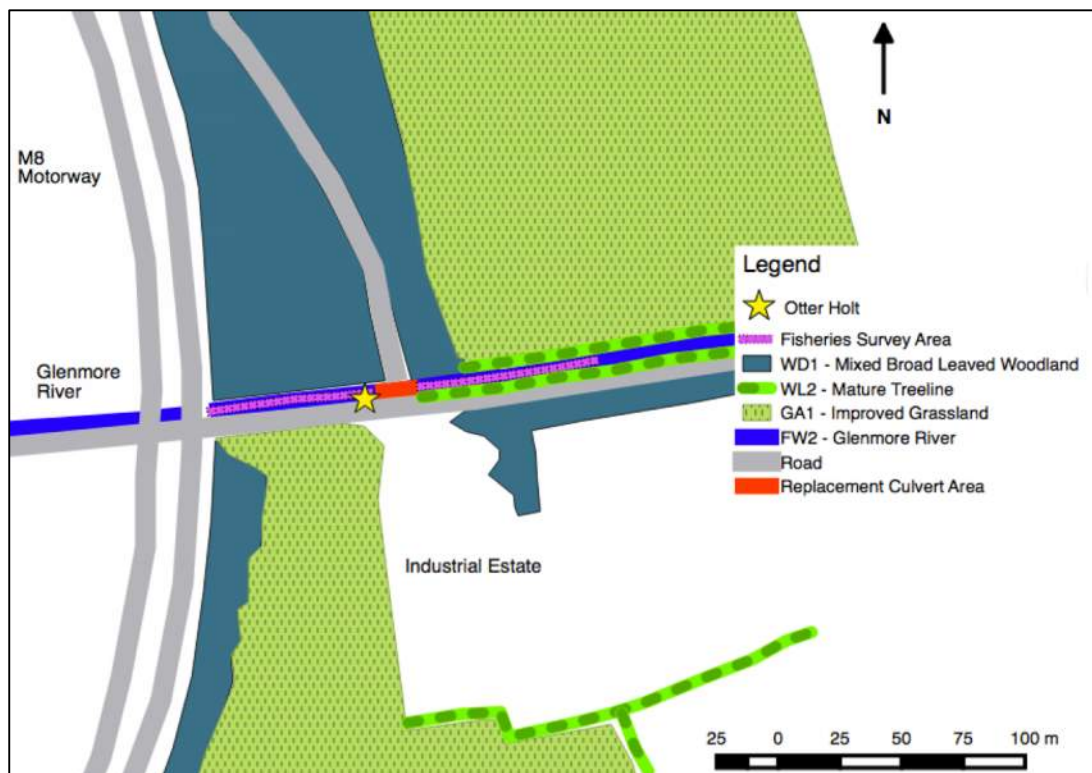 N
M8
Motorway
Glenmore
River
Legend
Otter Holt
Fisheries Survey Area
WD1 - Mixed Broad Leaved Woodland
WL2 - Mature Treeline
GA1 - Improved Grassland
FW2 - Glenmore River
Road
Replacement Culvert Area
Industrial Estate
25 0 25 50 75 100 m